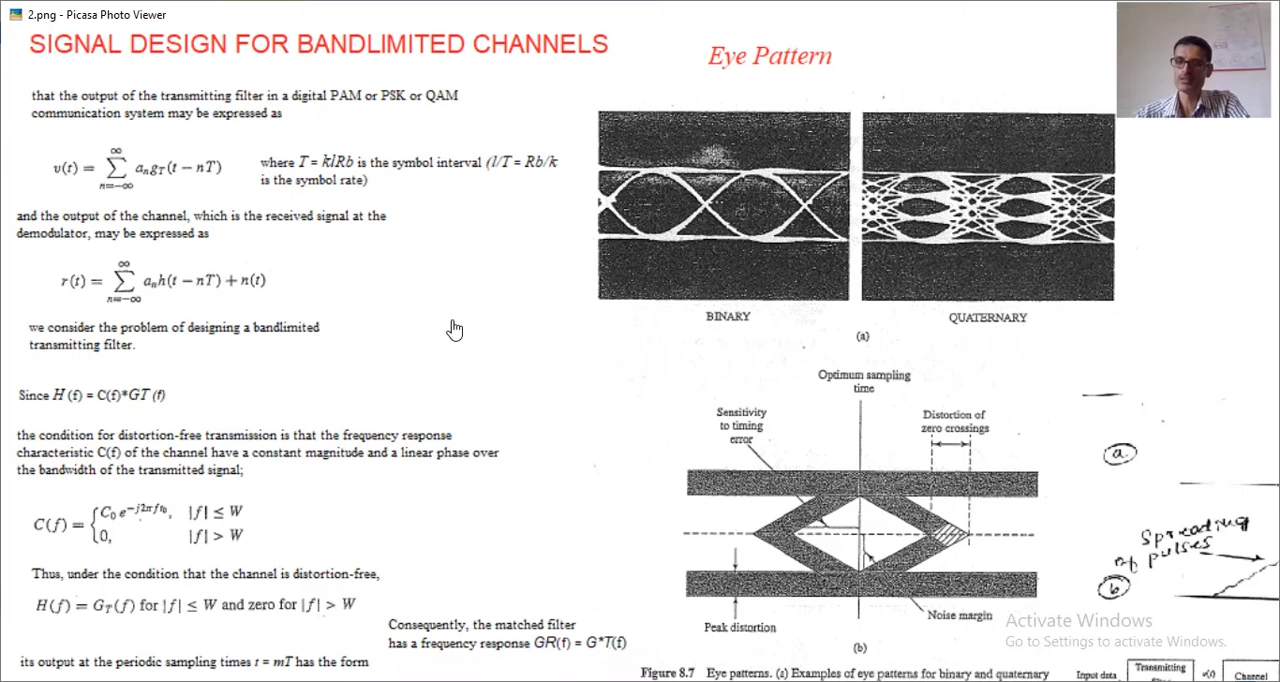 2.png - Picasa Photo Viewer
SIGNAL DESIGN FOR BANDLIMITED CHANNELS
Eye Pattern
that the output of the transmitting filter in a digital PAM or PSK or QAM
communication system may be expressed as
v(t) = ∑_{n=−∞}^{∞} a_n g_T(t − nT)
where T = k/Rb is the symbol interval (1/T = Rb/k
is the symbol rate)
and the output of the channel, which is the received signal at the
demodulator, may be expressed as
r(t) = ∑_{n=−∞}^{∞} a_n h(t − nT) + n(t)
we consider the problem of designing a bandlimited
transmitting filter.
Since H (f) = C(f)*GT (f)
the condition for distortion-free transmission is that the frequency response
characteristic C(f) of the channel have a constant magnitude and a linear phase over
the bandwidth of the transmitted signal;
C(f) = { C_0 e^{−j2πft_0}, |f| ≤ W
0, |f| > W
Thus, under the condition that the channel is distortion-free,
H(f) = G_T(f) for |f| ≤ W and zero for |f| > W
Consequently, the matched filter
has a frequency response GR(f) = G*T(f)
its output at the periodic sampling times t = mT has the form
BINARY
QUATERNARY
(a)
Optimum sampling
time
Sensitivity
to timing
error
Distortion of
zero crossings
Noise margin
Peak distortion
(b)
Figure 8.7 Eye patterns. (a) Examples of eye patterns for binary and quaternary
a.
Spreading
of pulses
b
Activate Windows
Go to Settings to activate Windows.
Input data
Transmitting
v(t)
Channel